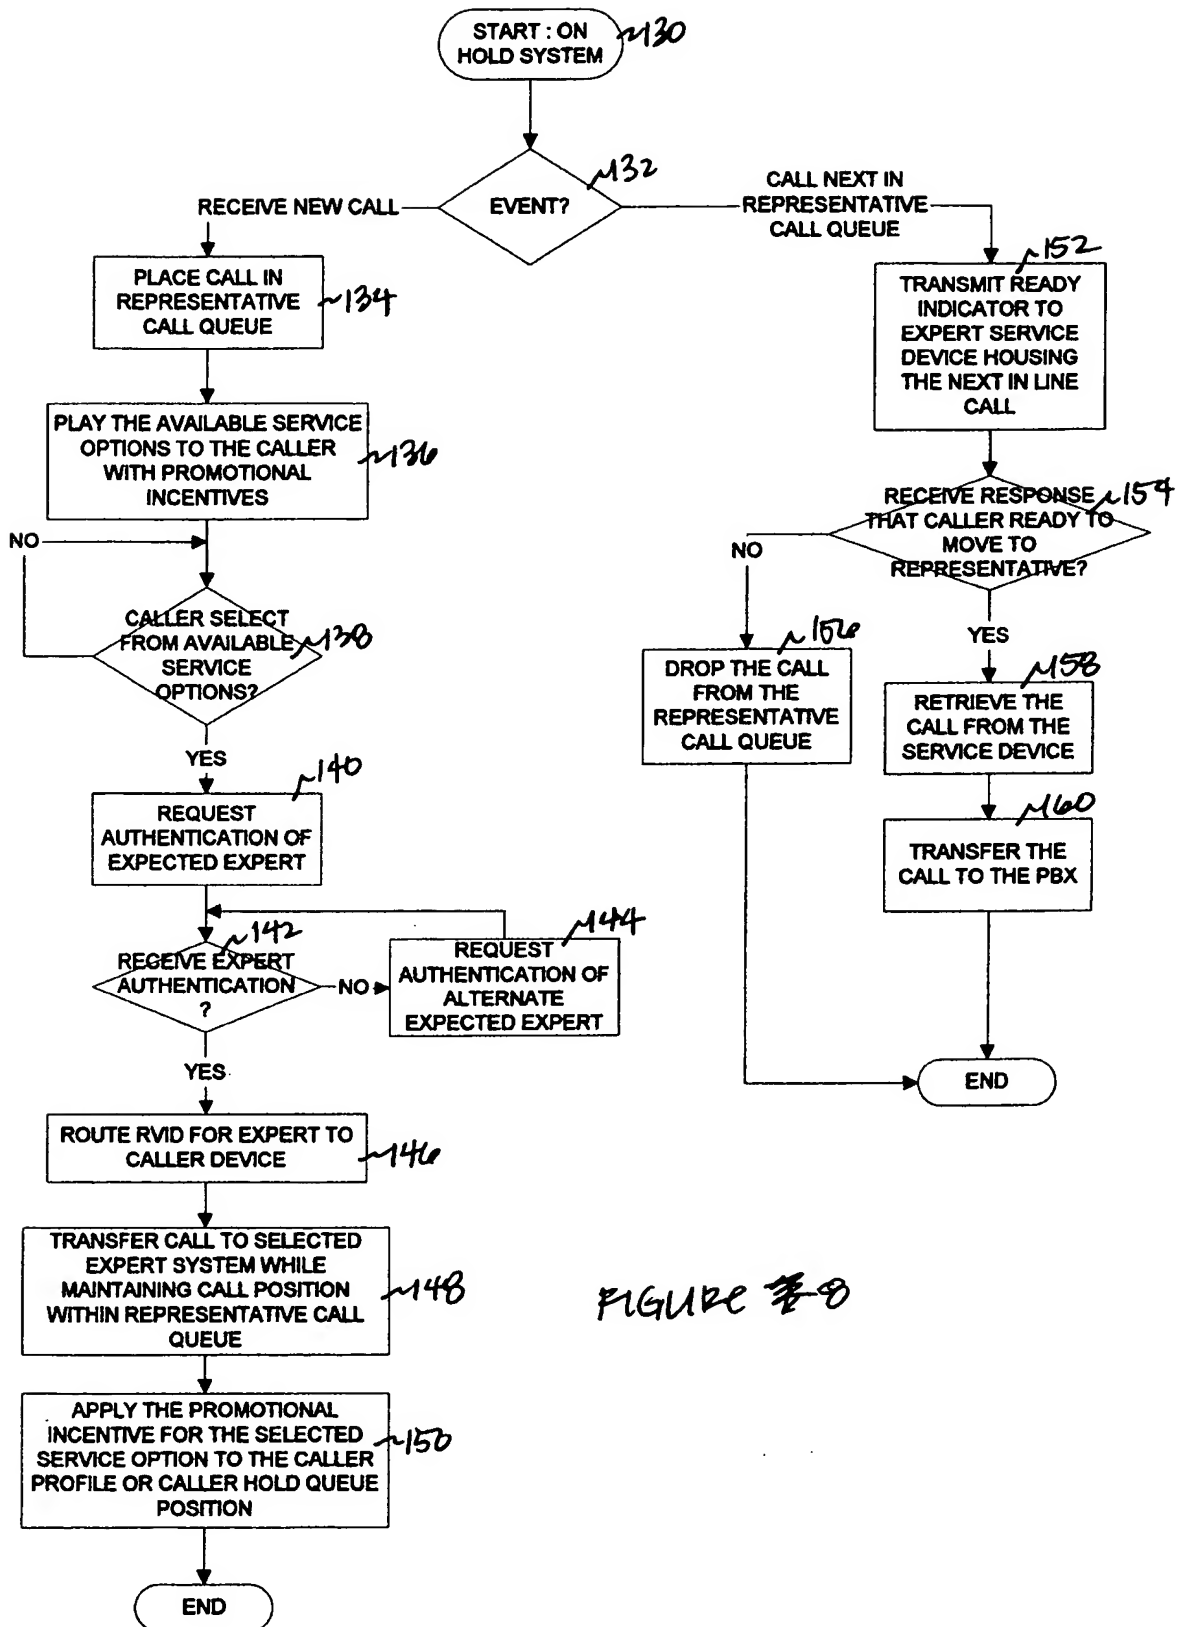 START : ON
HOLD SYSTEM
130
EVENT?
132
RECEIVE NEW CALL
CALL NEXT IN
REPRESENTATIVE
CALL QUEUE
PLACE CALL IN
REPRESENTATIVE
CALL QUEUE
134
PLAY THE AVAILABLE SERVICE
OPTIONS TO THE CALLER
WITH PROMOTIONAL
INCENTIVES
136
NO
CALLER SELECT
FROM AVAILABLE
SERVICE
OPTIONS?
138
YES
140
REQUEST
AUTHENTICATION OF
EXPECTED EXPERT
142
RECEIVE EXPERT
AUTHENTICATION
?
NO
144
REQUEST
AUTHENTICATION OF
ALTERNATE
EXPECTED EXPERT
YES
ROUTE RVID FOR EXPERT TO
CALLER DEVICE
146
TRANSFER CALL TO SELECTED
EXPERT SYSTEM WHILE
MAINTAINING CALL POSITION
WITHIN REPRESENTATIVE CALL
QUEUE
148
APPLY THE PROMOTIONAL
INCENTIVE FOR THE SELECTED
SERVICE OPTION TO THE CALLER
PROFILE OR CALLER HOLD QUEUE
POSITION
150
END
152
TRANSMIT READY
INDICATOR TO
EXPERT SERVICE
DEVICE HOUSING
THE NEXT IN LINE
CALL
RECEIVE RESPONSE
THAT CALLER READY TO
MOVE TO
REPRESENTATIVE?
154
NO
156
DROP THE CALL
FROM THE
REPRESENTATIVE
CALL QUEUE
YES
158
RETRIEVE THE
CALL FROM THE
SERVICE DEVICE
160
TRANSFER THE
CALL TO THE PBX
END
FIGURE 8